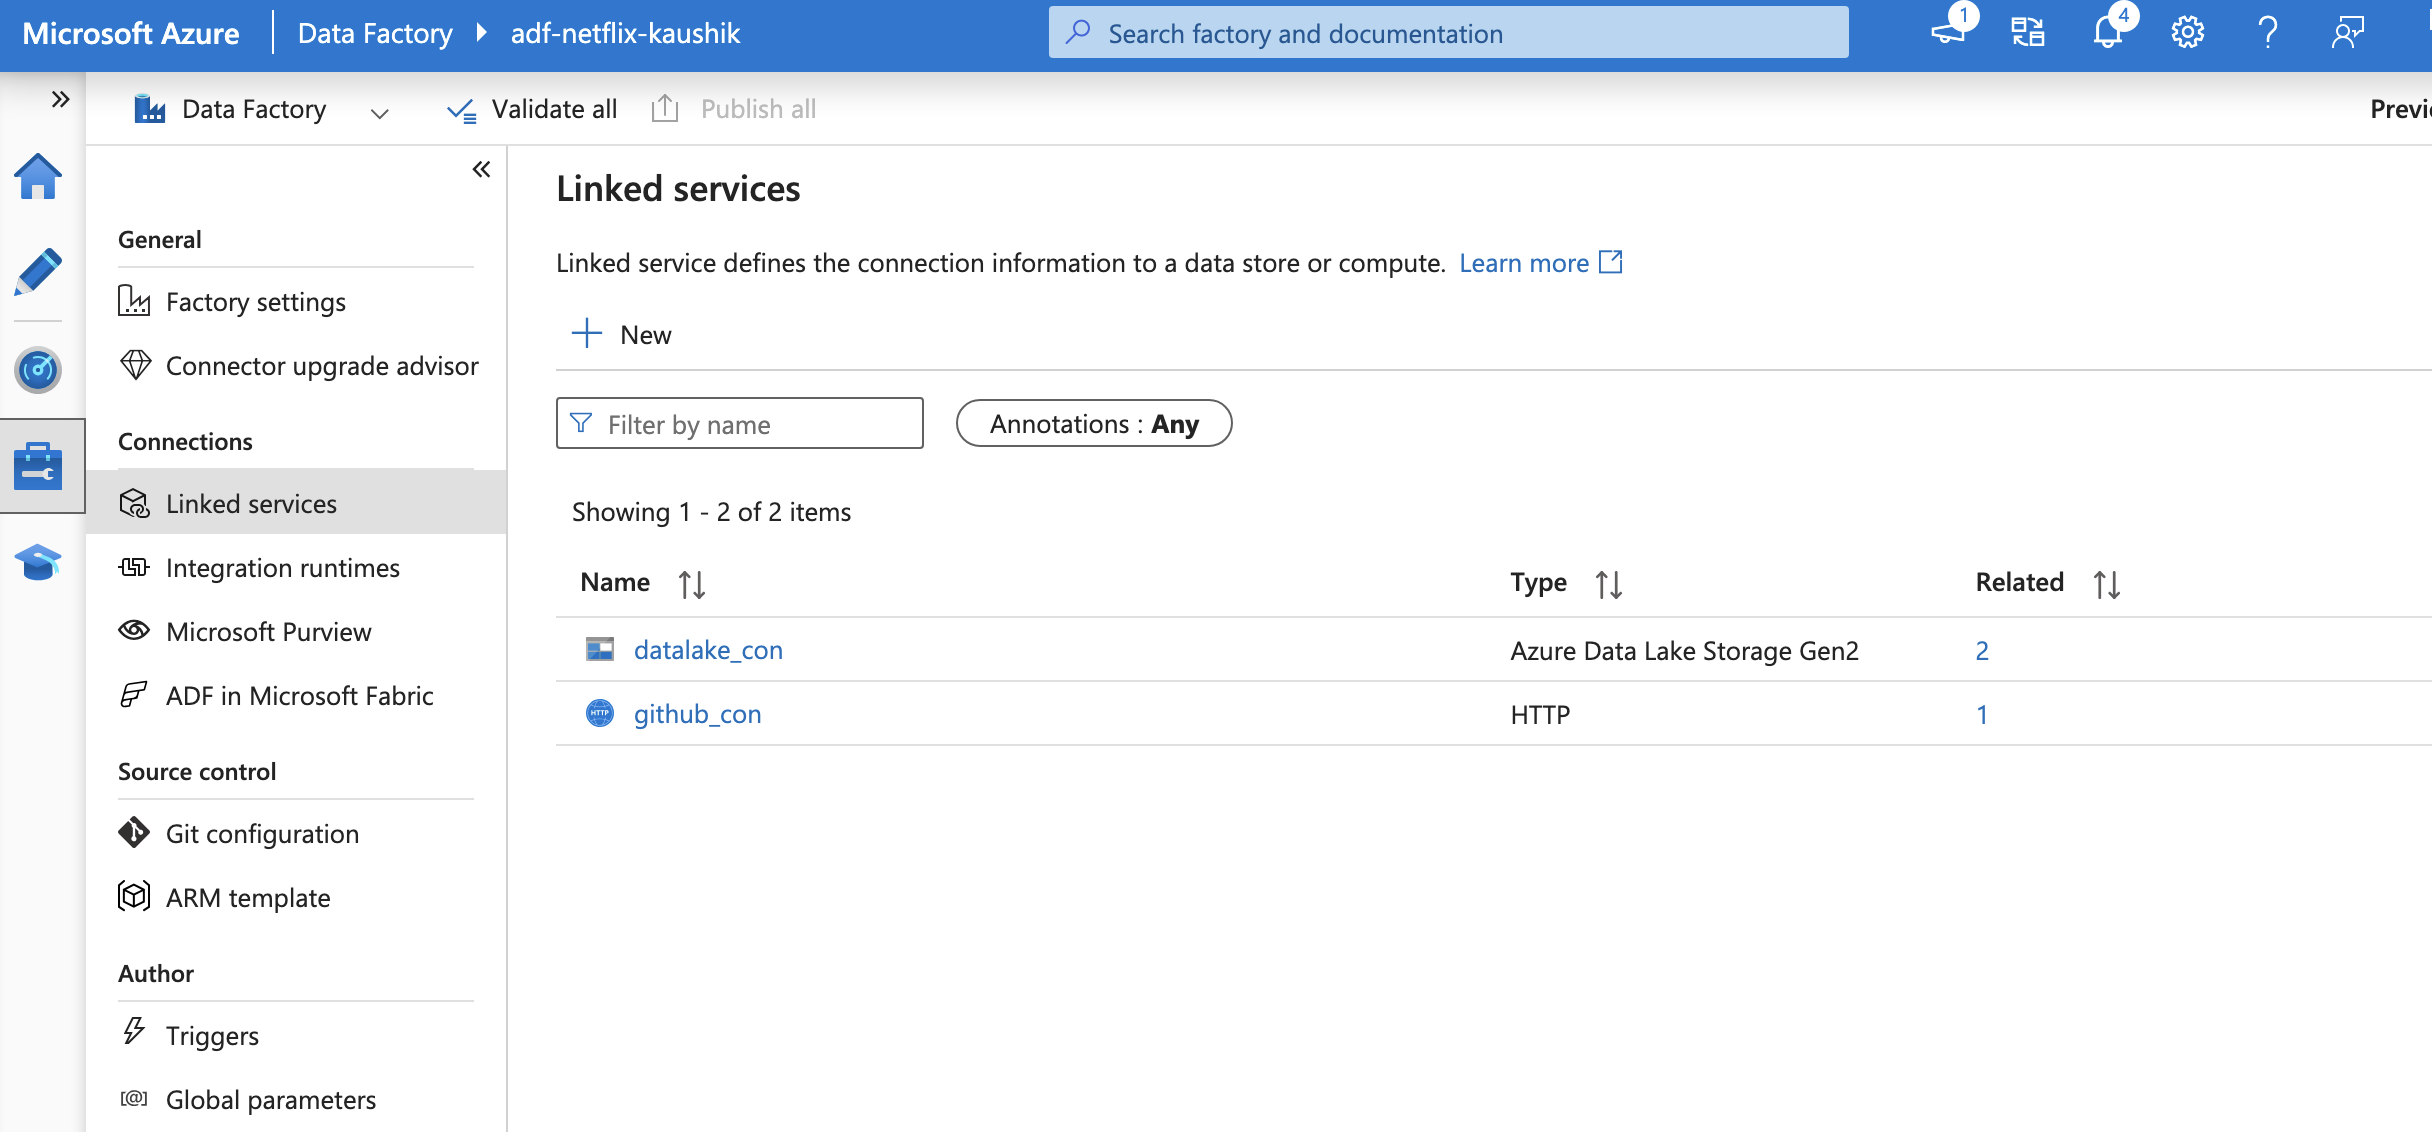 Microsoft Azure
Data Factory
adf-netflix-kaushik
Search factory and documentation
1
4
Data Factory
Validate all
Publish all
General
Factory settings
Connector upgrade advisor
Connections
Linked services
Integration runtimes
Microsoft Purview
ADF in Microsoft Fabric
Source control
Git configuration
ARM template
Author
Triggers
Global parameters
Linked services
Linked service defines the connection information to a data store or compute. Learn more
New
Filter by name
Annotations : Any
Showing 1 - 2 of 2 items
Name Type Related
datalake_con Azure Data Lake Storage Gen2 2
HTTP github_con HTTP 1